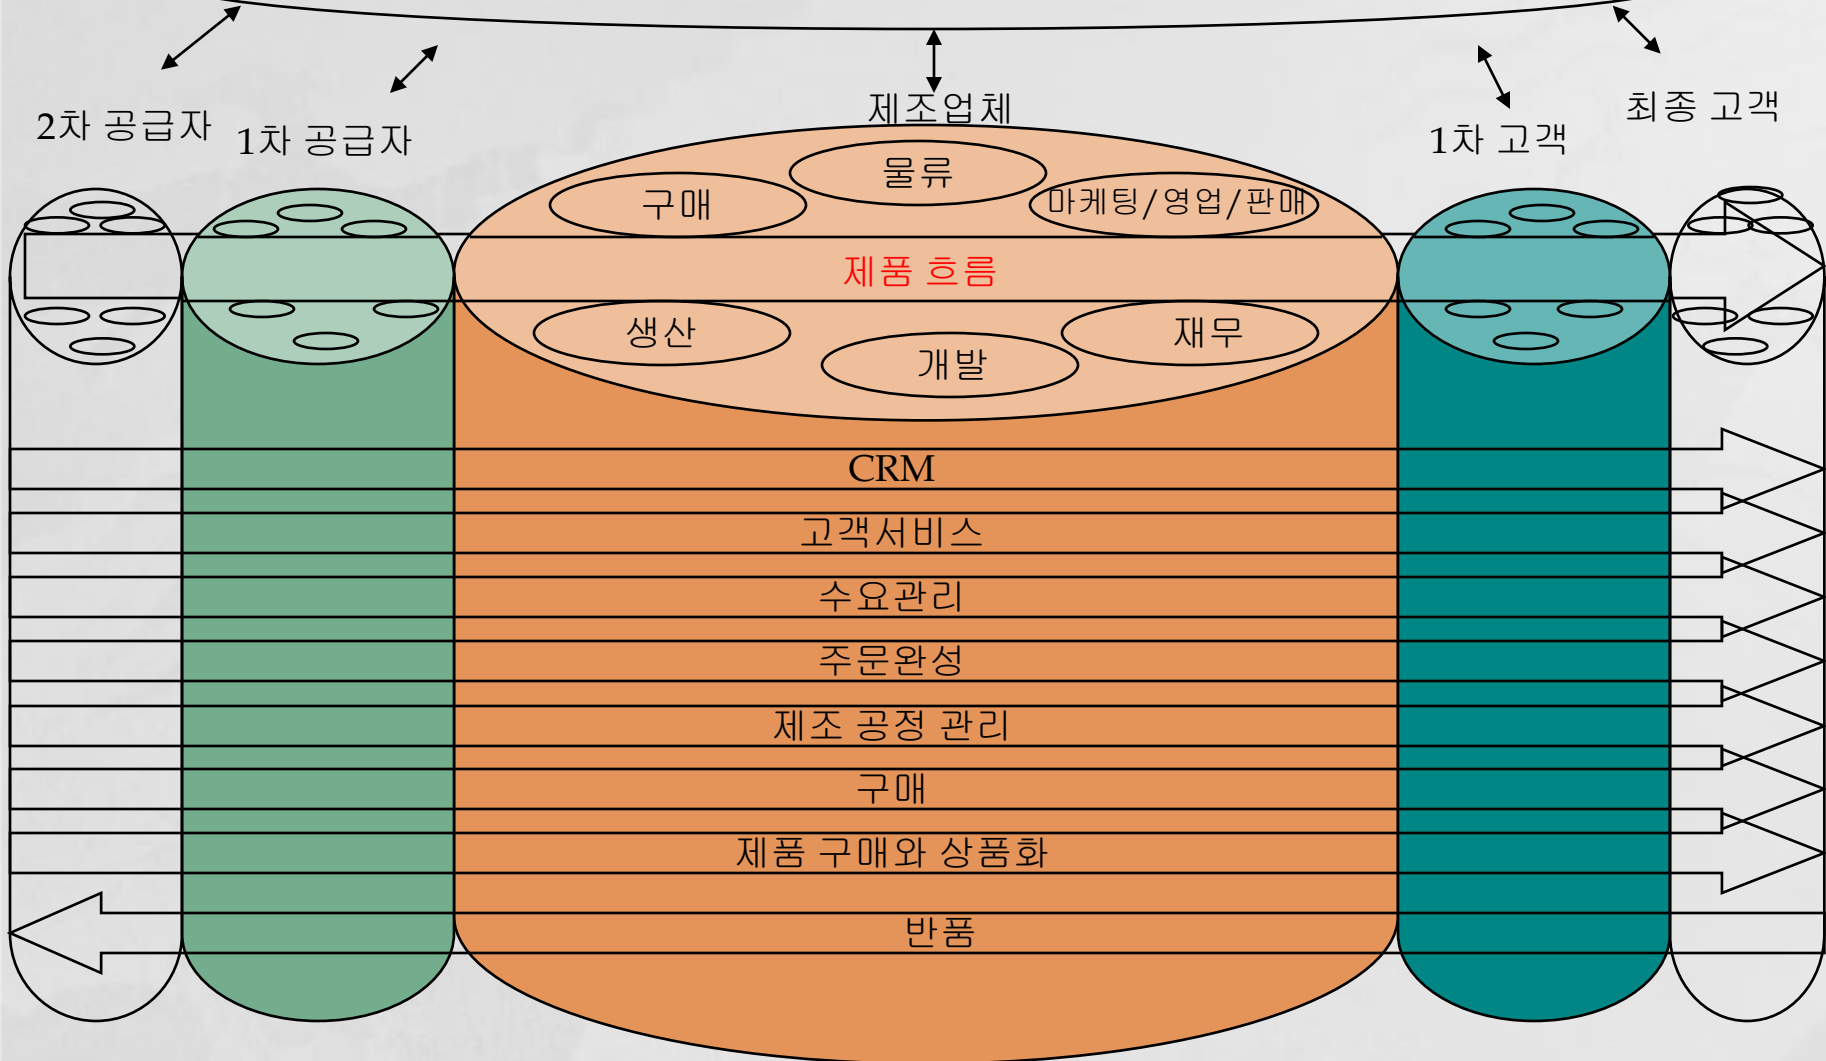 제조업체
2차 공급자
1차 공급자
1차 고객
최종 고객
물류
구매
마케팅/영업/판매
제품 흐름
생산
개발
재무
CRM
고객서비스
수요관리
주문완성
제조 공정 관리
구매
제품 구매와 상품화
반품